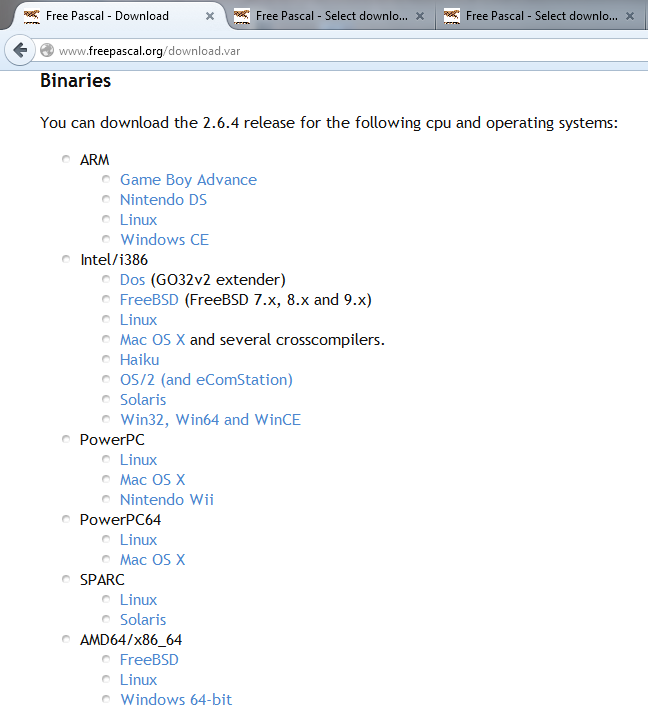 Free Pascal - Download
Free Pascal - Select downlo...
Free Pascal - Select downlo...
www.freepascal.org/download.var
Binaries
You can download the 2.6.4 release for the following cpu and operating systems:
ARM
Game Boy Advance
Nintendo DS
Linux
Windows CE
Intel/i386
Dos (GO32v2 extender)
FreeBSD (FreeBSD 7.x, 8.x and 9.x)
Linux
Mac OS X and several crosscompilers.
Haiku
OS/2 (and eComStation)
Solaris
Win32, Win64 and WinCE
PowerPC
Linux
Mac OS X
Nintendo Wii
PowerPC64
Linux
Mac OS X
SPARC
Linux
Solaris
AMD64/x86_64
FreeBSD
Linux
Windows 64-bit